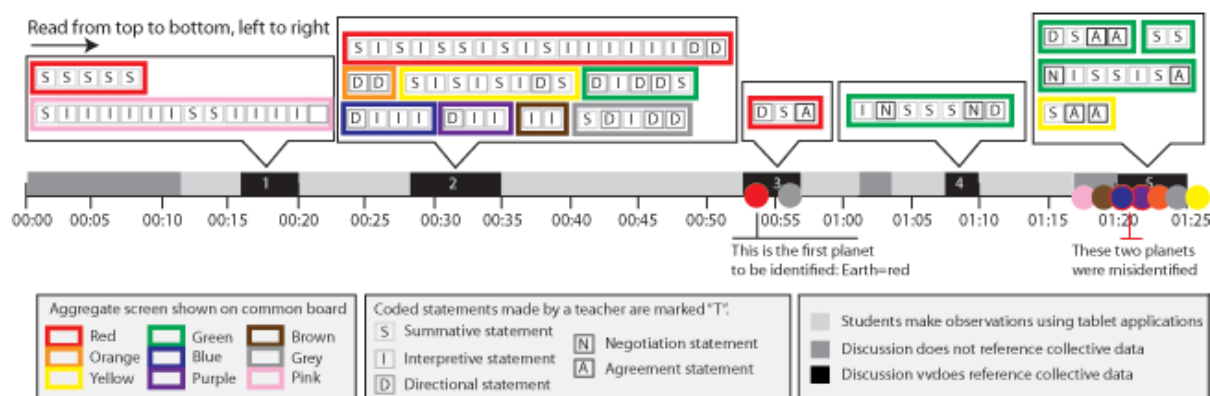 Read from top to bottom, left to right
S S S S S
S I I I I I I S S I I I I
S I S I S S I S I S I I I I I I I D D
D D
S I S I S I S I D S
D I D D S
D I I I
D I I
I I
S D I D D
D S A
I N S S S N D
D S A A
S S
N I S S I S A
S A A
1
2
3
4
5
00:00 00:05 00:15 00:20 00:25 00:30 00:35 00:40 00:45 00:50 00:55 01:00 01:05 01:10 01:15 01:20 01:25
This is the first planet
to be identified: Earth=red
These two planets
were misidentified
Aggregate screen shown on common board
Red
Green
Brown
Orange
Blue
Grey
Yellow
Purple
Pink
Coded statements made by a teacher are marked "T".
S Summative statement
I Interpretive statement
D Directional statement
N Negotiation statement
A Agreement statement
Students make observations using tablet applications
Discussion does not reference collective data
Discussion vvdoes reference collective data